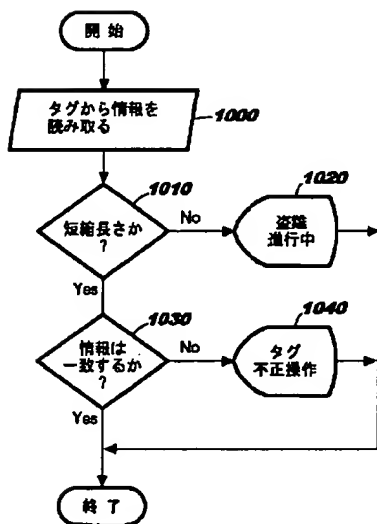 開始
タグから情報を
読み取る
1000
1010
短縮長さか
?
No
1020
盗難
進行中
Yes
1030
情報は
一致するか
?
No
1040
タグ
不正操作
Yes
終了